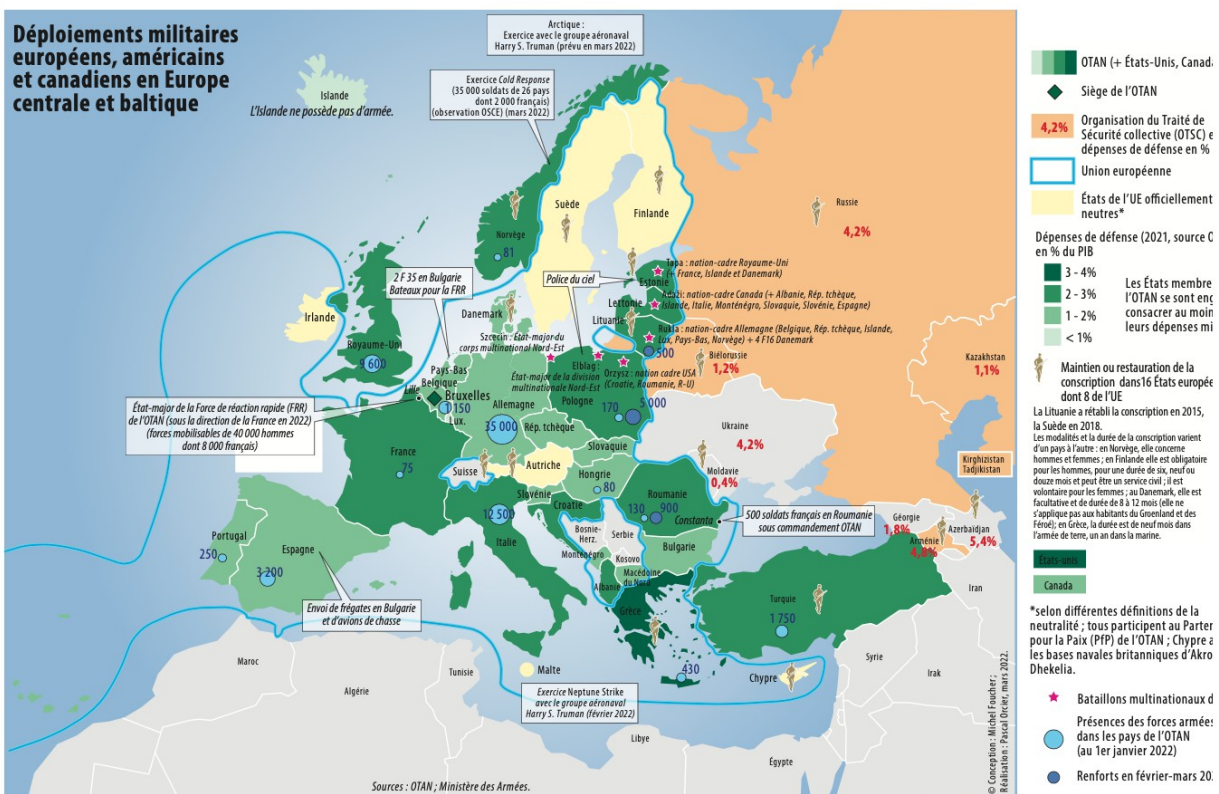 Déploiements militaires
européens, américains
et canadiens en Europe
centrale et baltique
Arctique :
Exercice avec le groupe aéronaval
Harry S. Truman (prévu en mars 2022)
Islande
L'Islande ne possède pas d'armée.
Exercice Cold Response
(35 000 soldats de 26 pays
dont 2 000 français)
(observation OSCE) (mars 2022)
Suède
Finlande
Norvège
81
Russie
4,2%
2 F 35 en Bulgarie
Bateaux pour la FRR
Police du ciel
Tapa : nation-cadre Royaume-Uni
(+ France, Islande et Danemark)
Estonie
Adazi : nation-cadre Canada (+ Albanie, Rép. tchèque,
Islande, Italie, Monténégro, Slovaquie, Slovénie, Espagne)
Lettonie
Lituanie
Rukla : nation-cadre Allemagne (Belgique, Rép. tchèque, Islande,
Lux, Pays-Bas, Norvège) + 4 F16 Danemark
500
Danemark
Irlande
Royaume-Uni
9 600
Szczecin : État-major du
corps multinational Nord-Est
Elblag :
État-major de la division
multinationale Nord-Est
Orzysz : nation cadre USA
(Croatie, Roumanie, R-U)
Biélorussie
1,2%
Kazakhstan
1,1%
Pays-Bas
Belgique
Bruxelles
Lille
1 150
Lux.
Allemagne
35 000
Pologne
170
5 000
État-major de la Force de réaction rapide (FRR)
de l'OTAN (sous la direction de la France en 2022)
(forces mobilisables de 40 000 hommes
dont 8 000 français)
Rép. tchèque
Ukraine
4,2%
Slovaquie
France
75
Suisse
Autriche
Hongrie
80
Moldavie
0,4%
Kirghizistan
Tadjikistan
Slovénie
Croatie
Roumanie
130
900
Constanta
500 soldats français en Roumanie
sous commandement OTAN
12 500
Italie
Bosnie-
Herz.
Serbie
Monténégro
Kosovo
Bulgarie
Macédoine
du Nord
Albanie
Grèce
430
Géorgie
1,8%
Arménie
4,8%
Azerbaïdjan
5,4%
Portugal
250
Espagne
3 200
Envoi de frégates en Bulgarie
et d'avions de chasse
Turquie
1 750
Iran
Syrie
Irak
Chypre
Malte
Exercice Neptune Strike
avec le groupe aéronaval
Harry S. Truman (février 2022)
Maroc
Algérie
Tunisie
Libye
Égypte
Sources : OTAN ; Ministère des Armées.
© Conception : Michel Foucher ;
Réalisation : Pascal Orcier, mars 2022.
OTAN (+ États-Unis, Canada
Siège de l'OTAN
4,2%
Organisation du Traité de
Sécurité collective (OTSC) e
dépenses de défense en %
Union européenne
États de l'UE officiellement
neutres*
Dépenses de défense (2021, source O
en % du PIB
3 - 4%
2 - 3%
1 - 2%
< 1%
Les États membre
l'OTAN se sont eng
consacrer au moin
leurs dépenses mi
Maintien ou restauration de la
conscription dans16 États europée
dont 8 de l'UE
La Lituanie a rétabli la conscription en 2015,
la Suède en 2018.
Les modalités et la durée de la conscription varient
d'un pays à l'autre : en Norvège, elle concerne
hommes et femmes ; en Finlande elle est obligatoire
pour les hommes, pour une durée de six, neuf ou
douze mois et peut être un service civil ; il est
volontaire pour les femmes ; au Danemark, elle est
facultative et de durée de 8 à 12 mois (elle ne
s'applique pas aux habitants du Groenland et des
Féroé); en Grèce, la durée est de neuf mois dans
l'armée de terre, un an dans la marine.
États-unis
Canada
*selon différentes définitions de la
neutralité ; tous participent au Parten
pour la Paix (PfP) de l'OTAN ; Chypre a
les bases navales britanniques d'Akro
Dhekelia.
Bataillons multinationaux d
Présences des forces armées
dans les pays de l'OTAN
(au 1er janvier 2022)
Renforts en février-mars 202